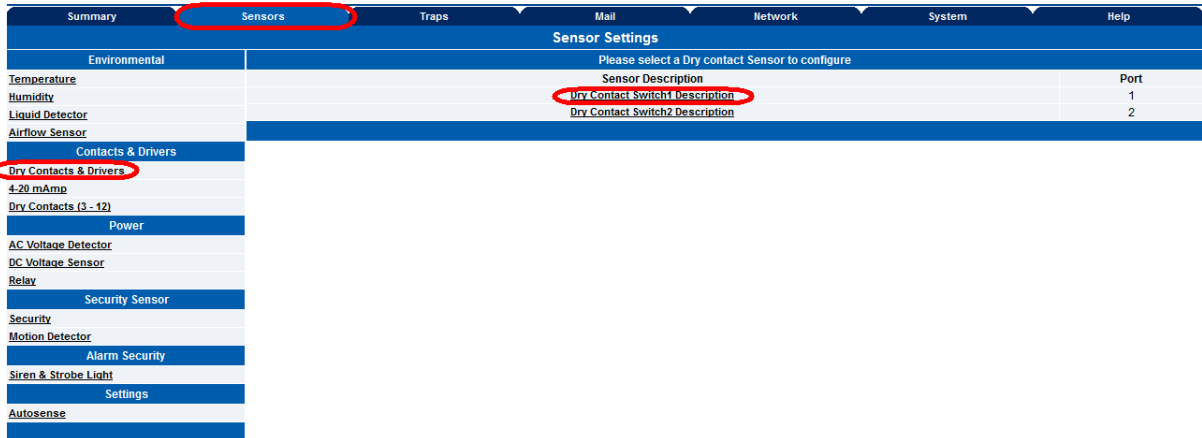 Summary Sensors Traps Mail Network System Help
Sensor Settings
Environmental
Temperature
Humidity
Liquid Detector
Airflow Sensor
Contacts & Drivers
Dry Contacts & Drivers
4-20 mAmp
Dry Contacts (3 - 12)
Power
AC Voltage Detector
DC Voltage Sensor
Relay
Security Sensor
Security
Motion Detector
Alarm Security
Siren & Strobe Light
Settings
Autosense
Please select a Dry contact Sensor to configure
Sensor Description Port
Dry Contact Switch1 Description 1
Dry Contact Switch2 Description 2